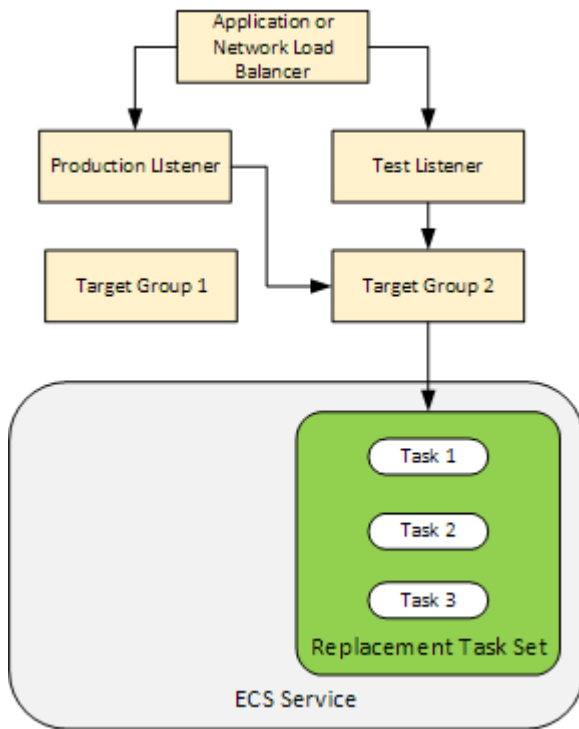 Application or
Network Load
Balancer
Production LIstener
Test Listener
Target Group 1
Target Group 2
Task 1
Task 2
Task 3
Replacement Task Set
ECS Service